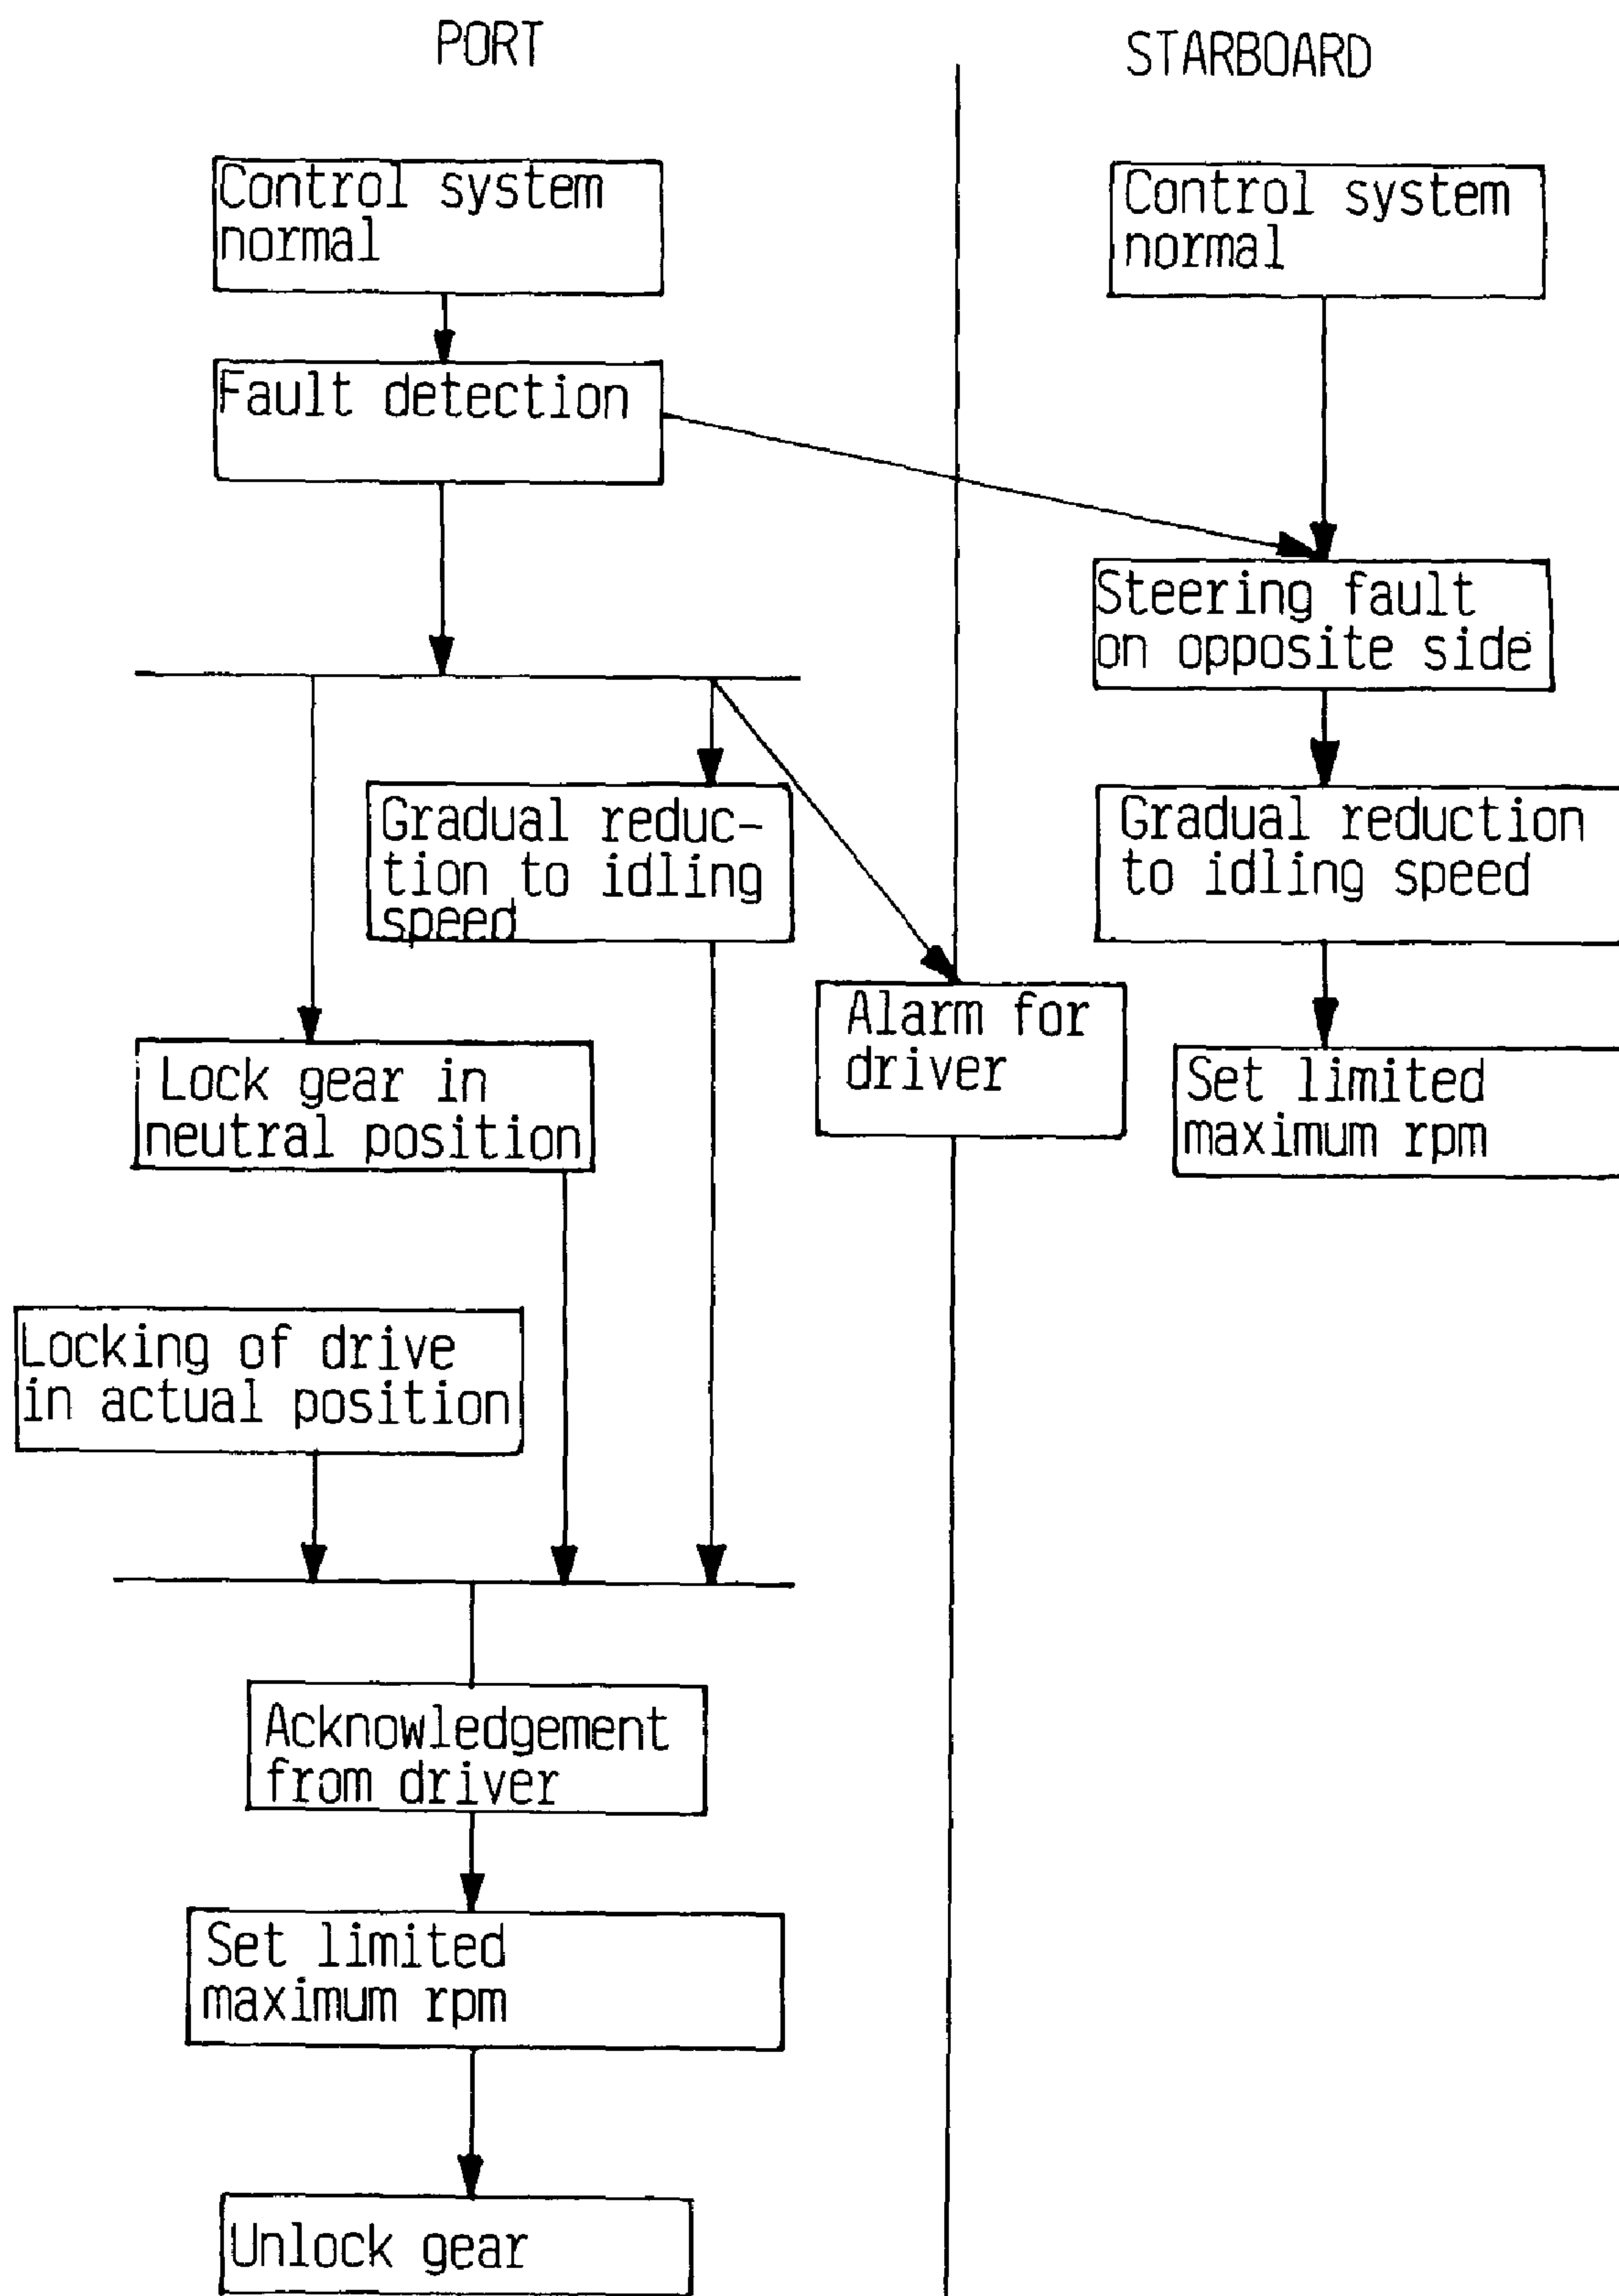 PORT
STARBOARD
Control system
normal
Control system
normal
Fault detection
Steering fault
on opposite side
Gradual reduc-
tion to idling
speed
Gradual reduction
to idling speed
Alarm for
driver
Lock gear in
neutral position
Set limited
maximum rpm
Locking of drive
in actual position
Acknowledgement
from driver
Set limited
maximum rpm
Unlock gear